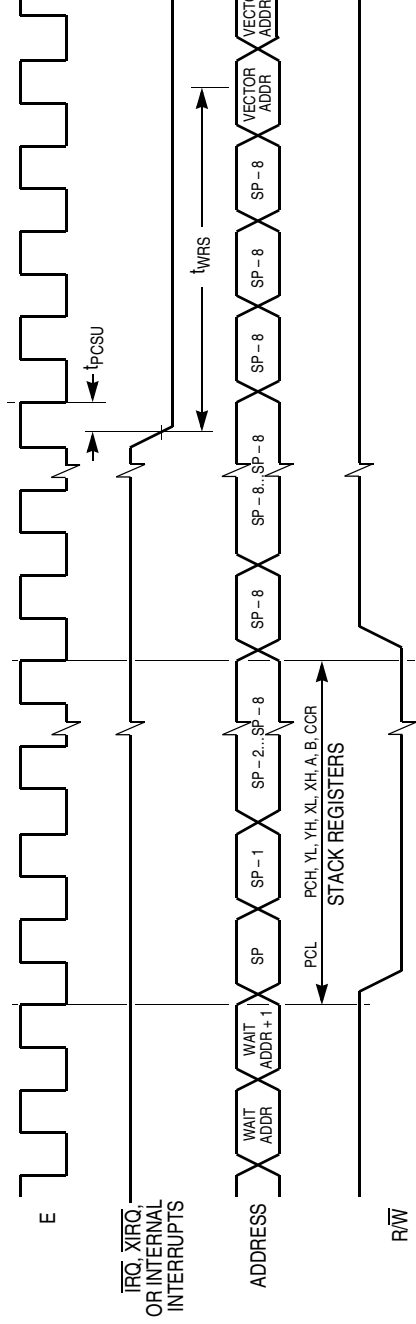 E
tPCSU
IRQ, XIRQ,
OR INTERNAL
INTERRUPTS
tWRS
ADDRESS
WAIT
ADDR
WAIT
ADDR + 1
SP
SP – 1
SP – 2...SP – 8
SP – 8
SP – 8...SP – 8
SP – 8
SP – 8
SP – 8
VECTOR
ADDR
VECTO
ADDR
PCL
PCH, YL, YH, XL, XH, A, B, CCR
STACK REGISTERS
R/W